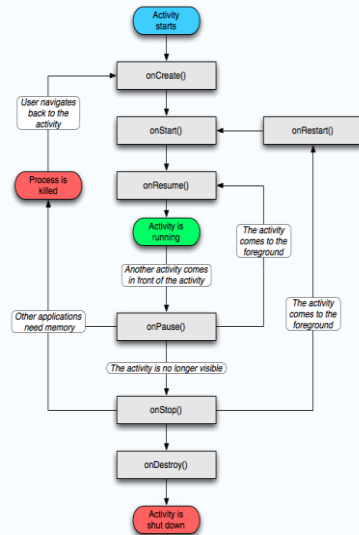 Activity
starts
onCreate()
User navigates
back to the
activity
onStart()
onRestart()
Process is
killed
onResume()
Activity is
running
The activity
comes to the
foreground
Another activity comes
in front of the activity
The activity
comes to the
foreground
Other applications
need memory
onPause()
The activity is no longer visible
onStop()
onDestroy()
Activity is
shut down